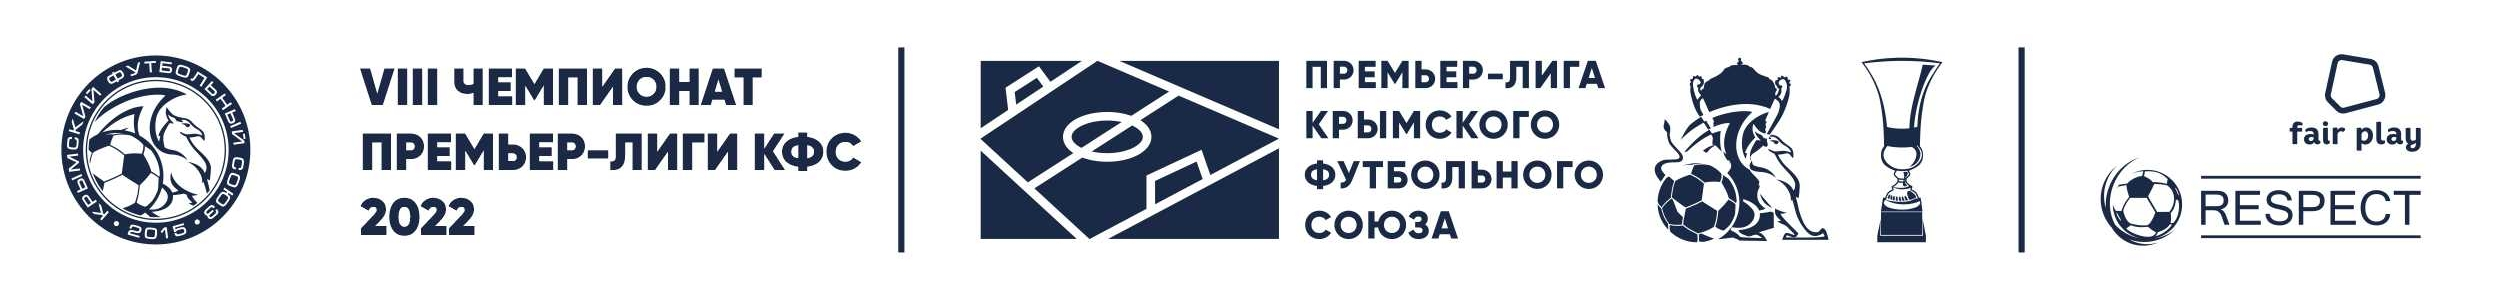 КРЫМСКИЙ ФУТБОЛЬНЫЙ СОЮЗ
2015
VIII ЧЕМПИОНАТ
ПРЕМЬЕР-ЛИГИ КФС
2022
ПРЕМЬЕР-ЛИГА
КРЫМСКОГО
ФУТБОЛЬНОГО
СОЮЗА
fair play
RESPECT